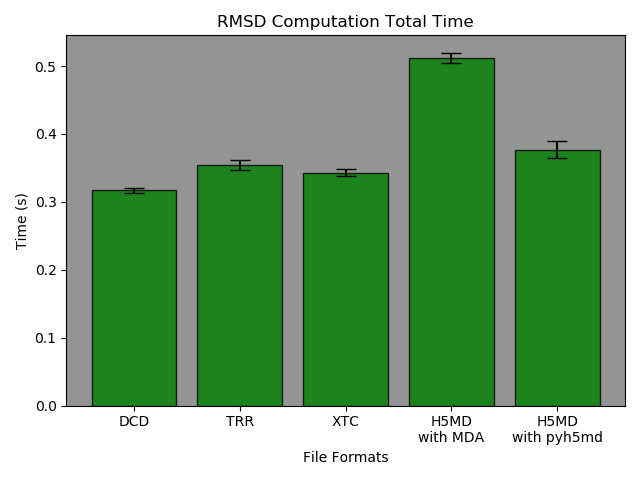 RMSD Computation Total Time
Time (s)
0.5
0.4
0.3
0.2
0.1
0.0
DCD
TRR
XTC
H5MD
with MDA
H5MD
with pyh5md
File Formats